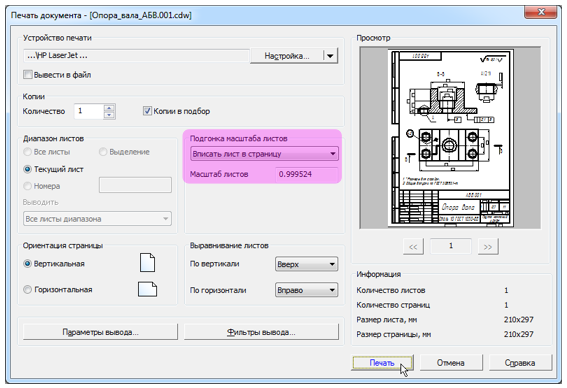 Печать документа - [Опора_вала_АБВ.001.cdw]
Устройство печати
...\HP LaserJet ...
Настройка...
Вывести в файл
Копии
Количество 1 Копии в подбор
Диапазон листов
Все листы Выделение
Текущий лист
Номера
Выводить
Все листы диапазона
Подгонка масштаба листов
Вписать лист в страницу
Масштаб листов 0.999524
Ориентация страницы
Вертикальная
Горизонтальная
Выравнивание листов
По вертикали Вверх
По горизонтали Вправо
Параметры вывода...
Фильтры вывода...
Просмотр
АБВ.001
Б-Б
АБВ.001
Опора вала
<< 1 >>
Информация
Количество листов 1
Количество страниц 1
Размер листа, мм 210x297
Размер страницы, мм 210x297
Печать Отмена Справка